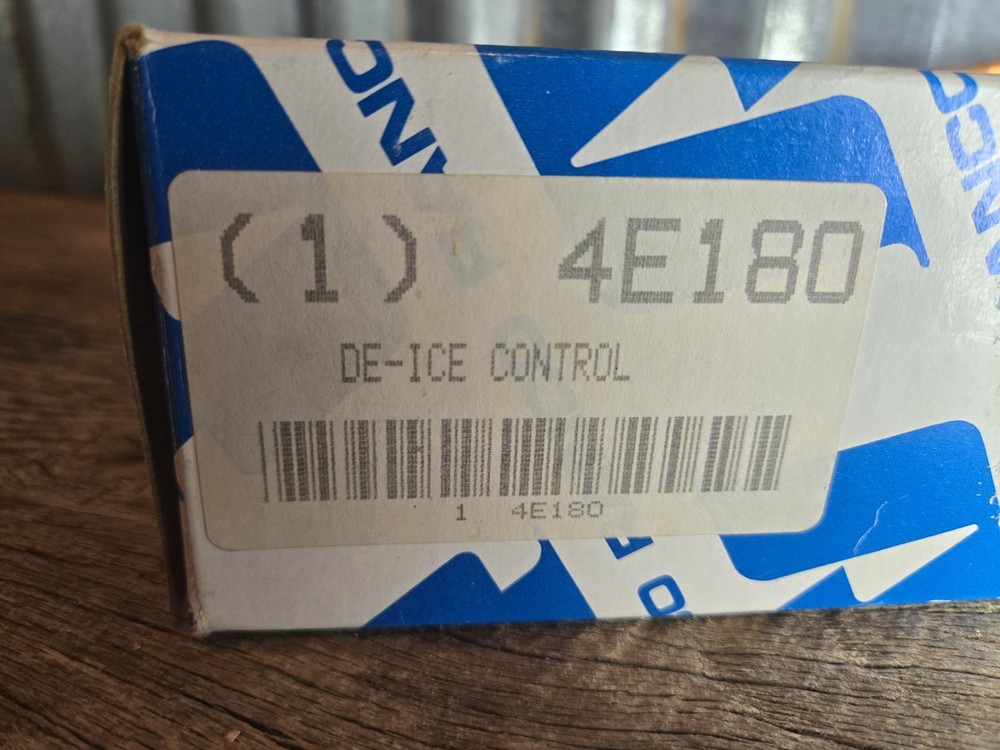 (1) 4E180
DE-ICE CONTROL
1 4E180